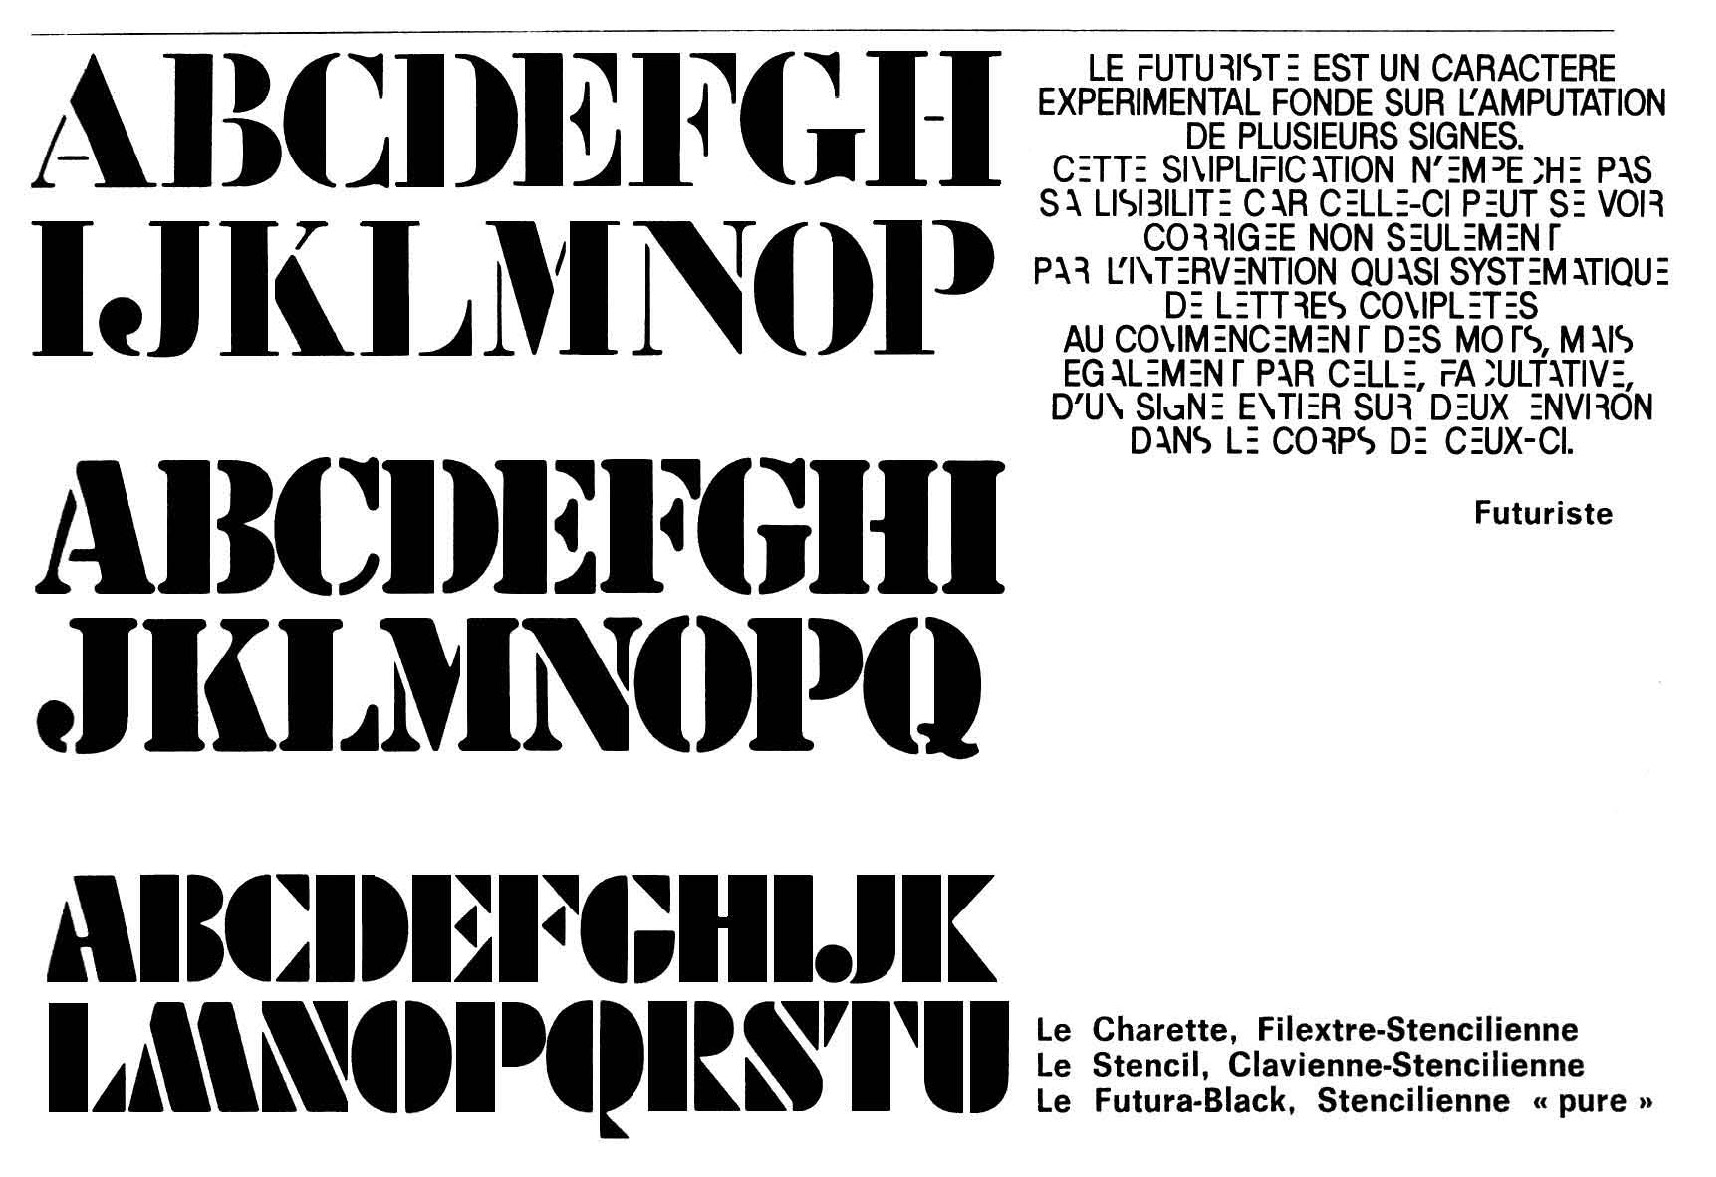 ABCDEFGH
IJKLMNOP
ABCDEFGHI
JKLMNOPQ
ABCDEFGHIJK
LMNOPQRSTU
LE FUTURISTE EST UN CARACTERE
EXPERIMENTAL FONDE SUR L'AMPUTATION
DE PLUSIEURS SIGNES.
CETTE SIMPLIFICATION N'EMPECHE PAS
SA LISIBILITE CAR CELLE-CI PEUT SE VOIR
CORRIGEE NON SEULEMENT
PAR L'INTERVENTION QUASI SYSTEMATIQUE
DE LETTRES COMPLETES
AU COMMENCEMENT DES MOTS, MAIS
EGALEMENT PAR CELLE, FACULTATIVE,
D'UN SIGNE ENTIER SUR DEUX ENVIRON
DANS LE CORPS DE CEUX-CI.
Futuriste
Le Charette, Filextre-Stencilienne
Le Stencil, Clavienne-Stencilienne
Le Futura-Black, Stencilienne « pure »